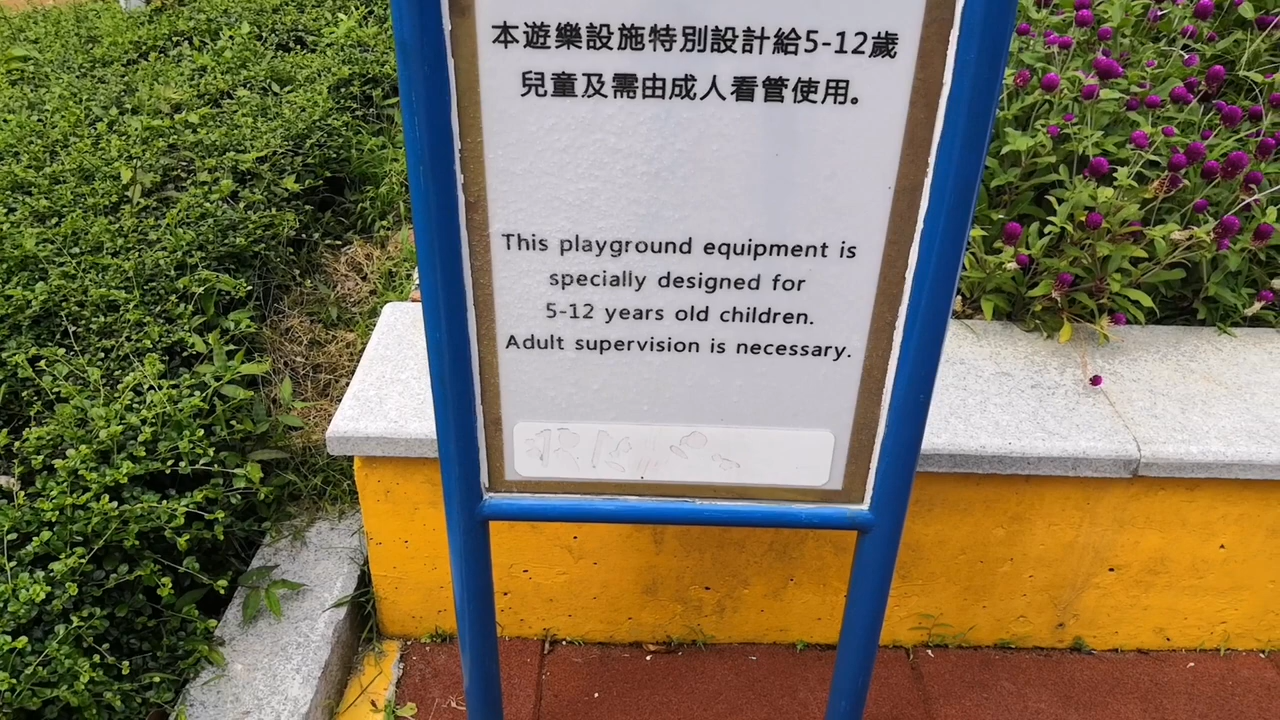 本遊樂設施特別設計給5-12歲
兒童及需由成人看管使用。
This playground equipment is
specially designed for
5-12 years old children.
Adult supervision is necessary.